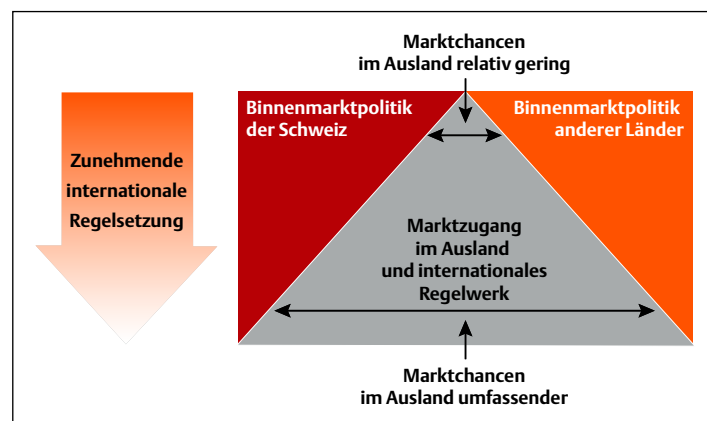 Marktchancen
im Ausland relativ gering
Binnenmarktpolitik
der Schweiz
Binnenmarktpolitik
anderer Länder
Zunehmende
internationale
Regelsetzung
Marktzugang
im Ausland
und internationales
Regelwerk
Marktchancen
im Ausland umfassender